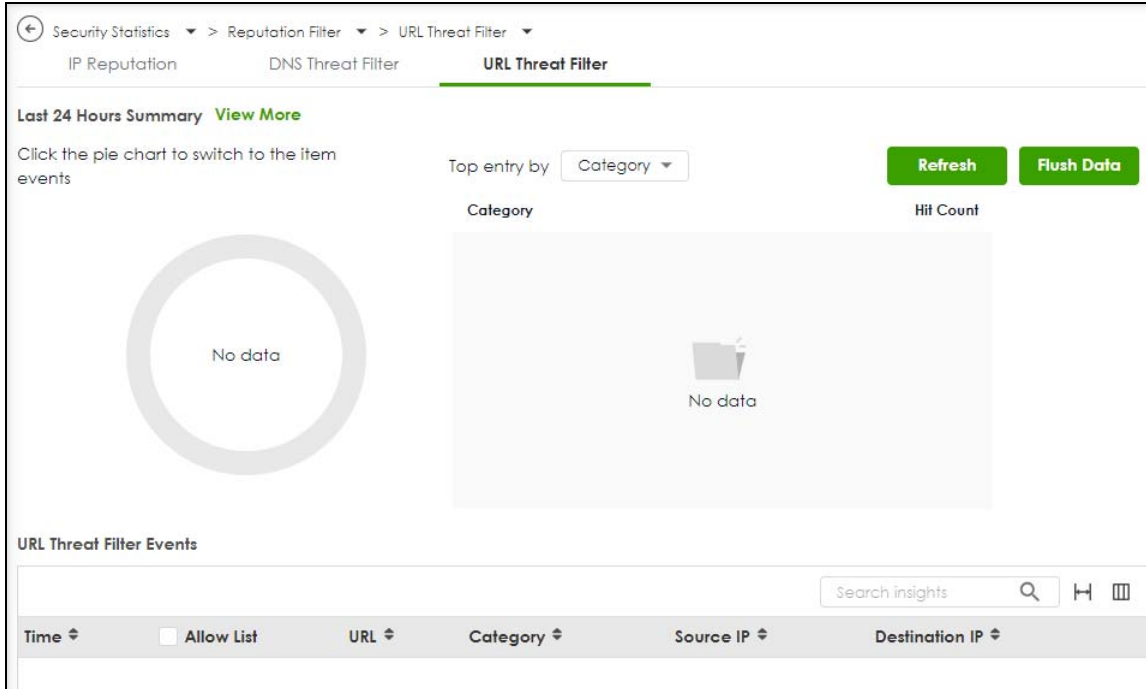 Security Statistics > Reputation Filter > URL Threat Filter
IP Reputation DNS Threat Filter URL Threat Filter
Last 24 Hours Summary View More
Click the pie chart to switch to the item
events
Top entry by Category Refresh Flush Data
Category Hit Count
No data
No data
URL Threat Filter Events
Search insights
Time Allow List URL Category Source IP Destination IP